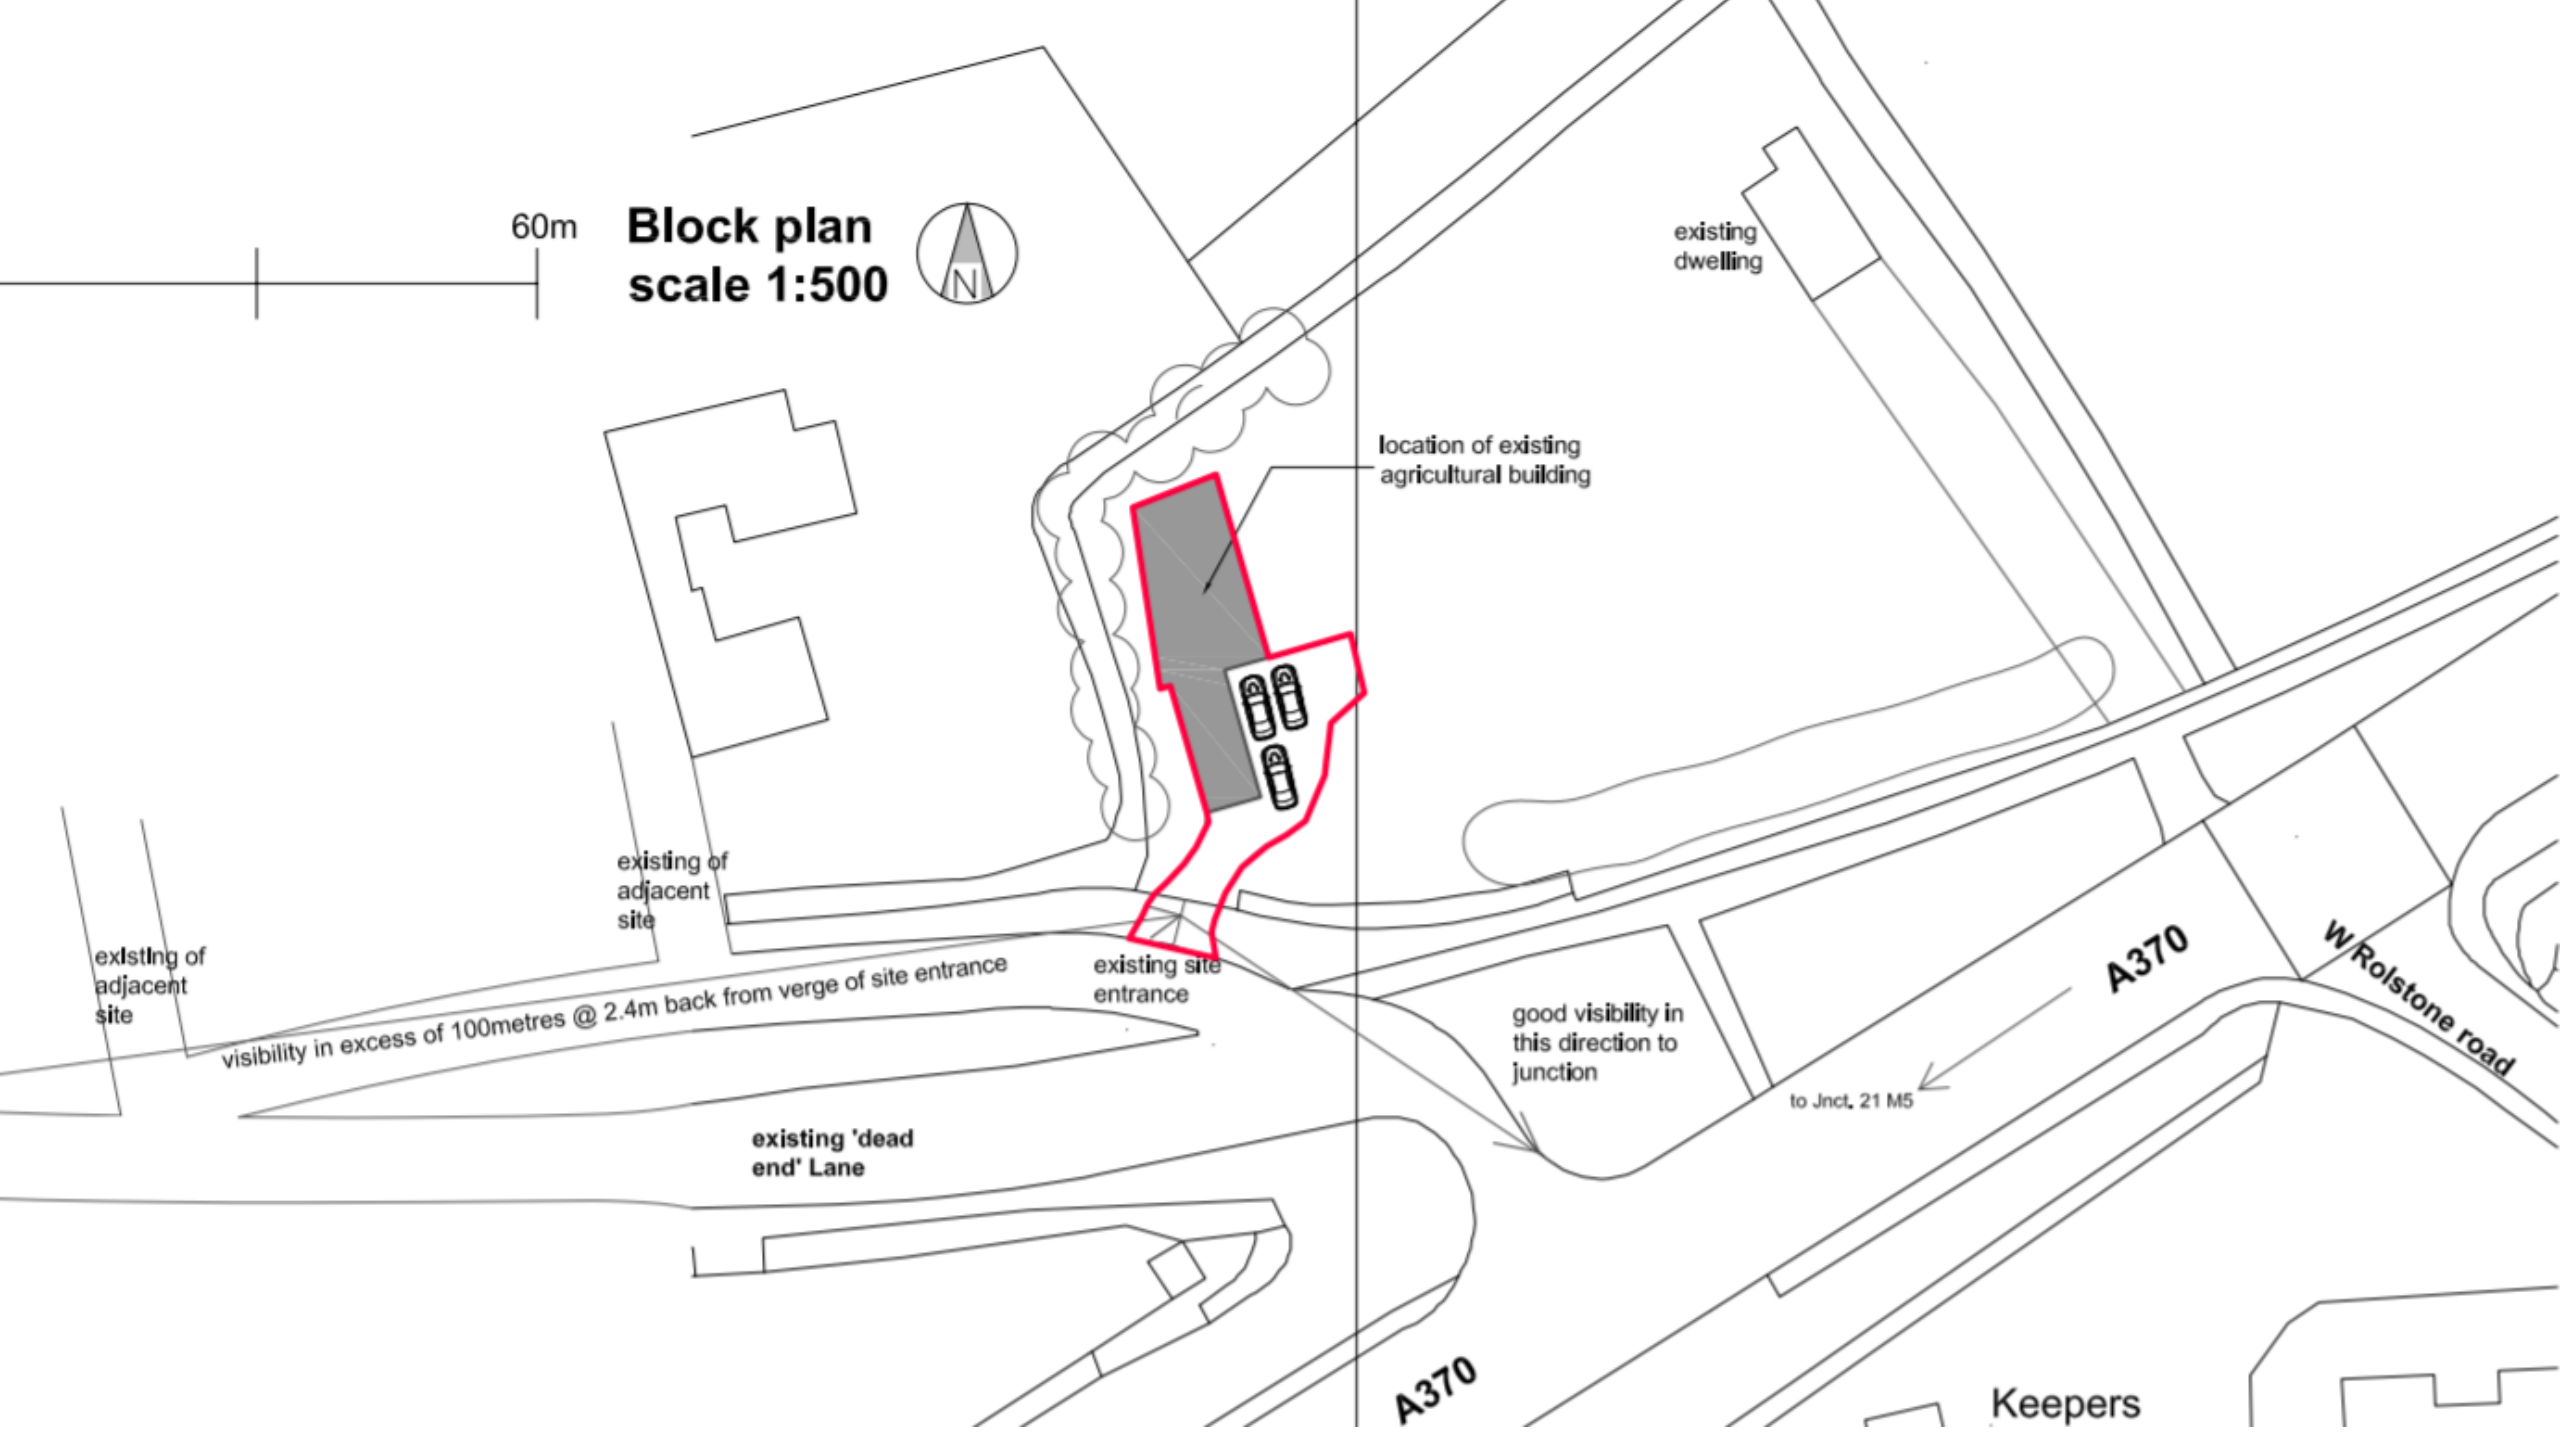 60m
Block plan
scale 1:500
N
existing
dwelling
location of existing
agricultural building
existing of
adjacent
site
existing of
adjacent
site
visibility in excess of 100metres @ 2.4m back from verge of site entrance
existing site
entrance
good visibility in
this direction to
junction
A370
W Rolstone road
to Jnct. 21 M5
existing 'dead
end' Lane
A370
Keepers